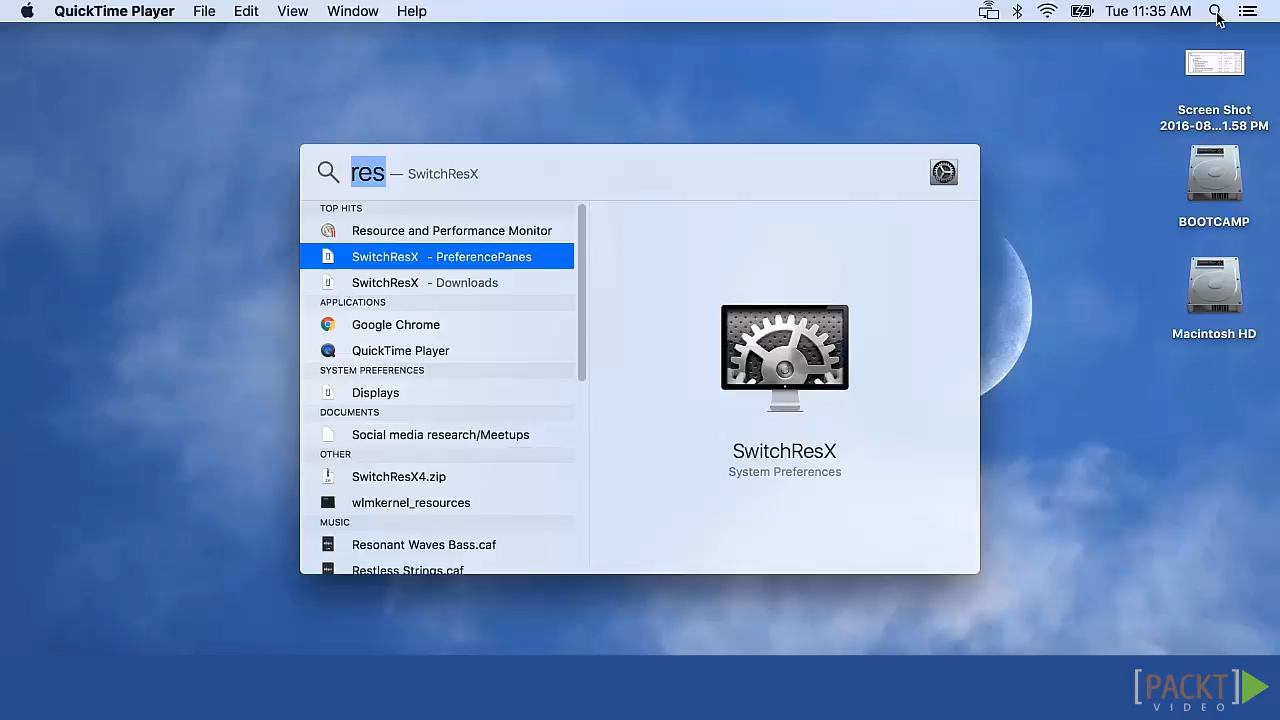 QuickTime Player File Edit View Window Help Tue 11:35 AM
Screen Shot
2016-08...1.58 PM
BOOTCAMP
Macintosh HD
res — SwitchResX
TOP HITS
Resource and Performance Monitor
SwitchResX - PreferencePanes
SwitchResX - Downloads
APPLICATIONS
Google Chrome
QuickTime Player
SYSTEM PREFERENCES
Displays
DOCUMENTS
Social media research/Meetups
OTHER
SwitchResX4.zip
wlmkernel_resources
MUSIC
Resonant Waves Bass.caf
Restless Strings.caf
SwitchResX
System Preferences
[PACKT]
VIDEO